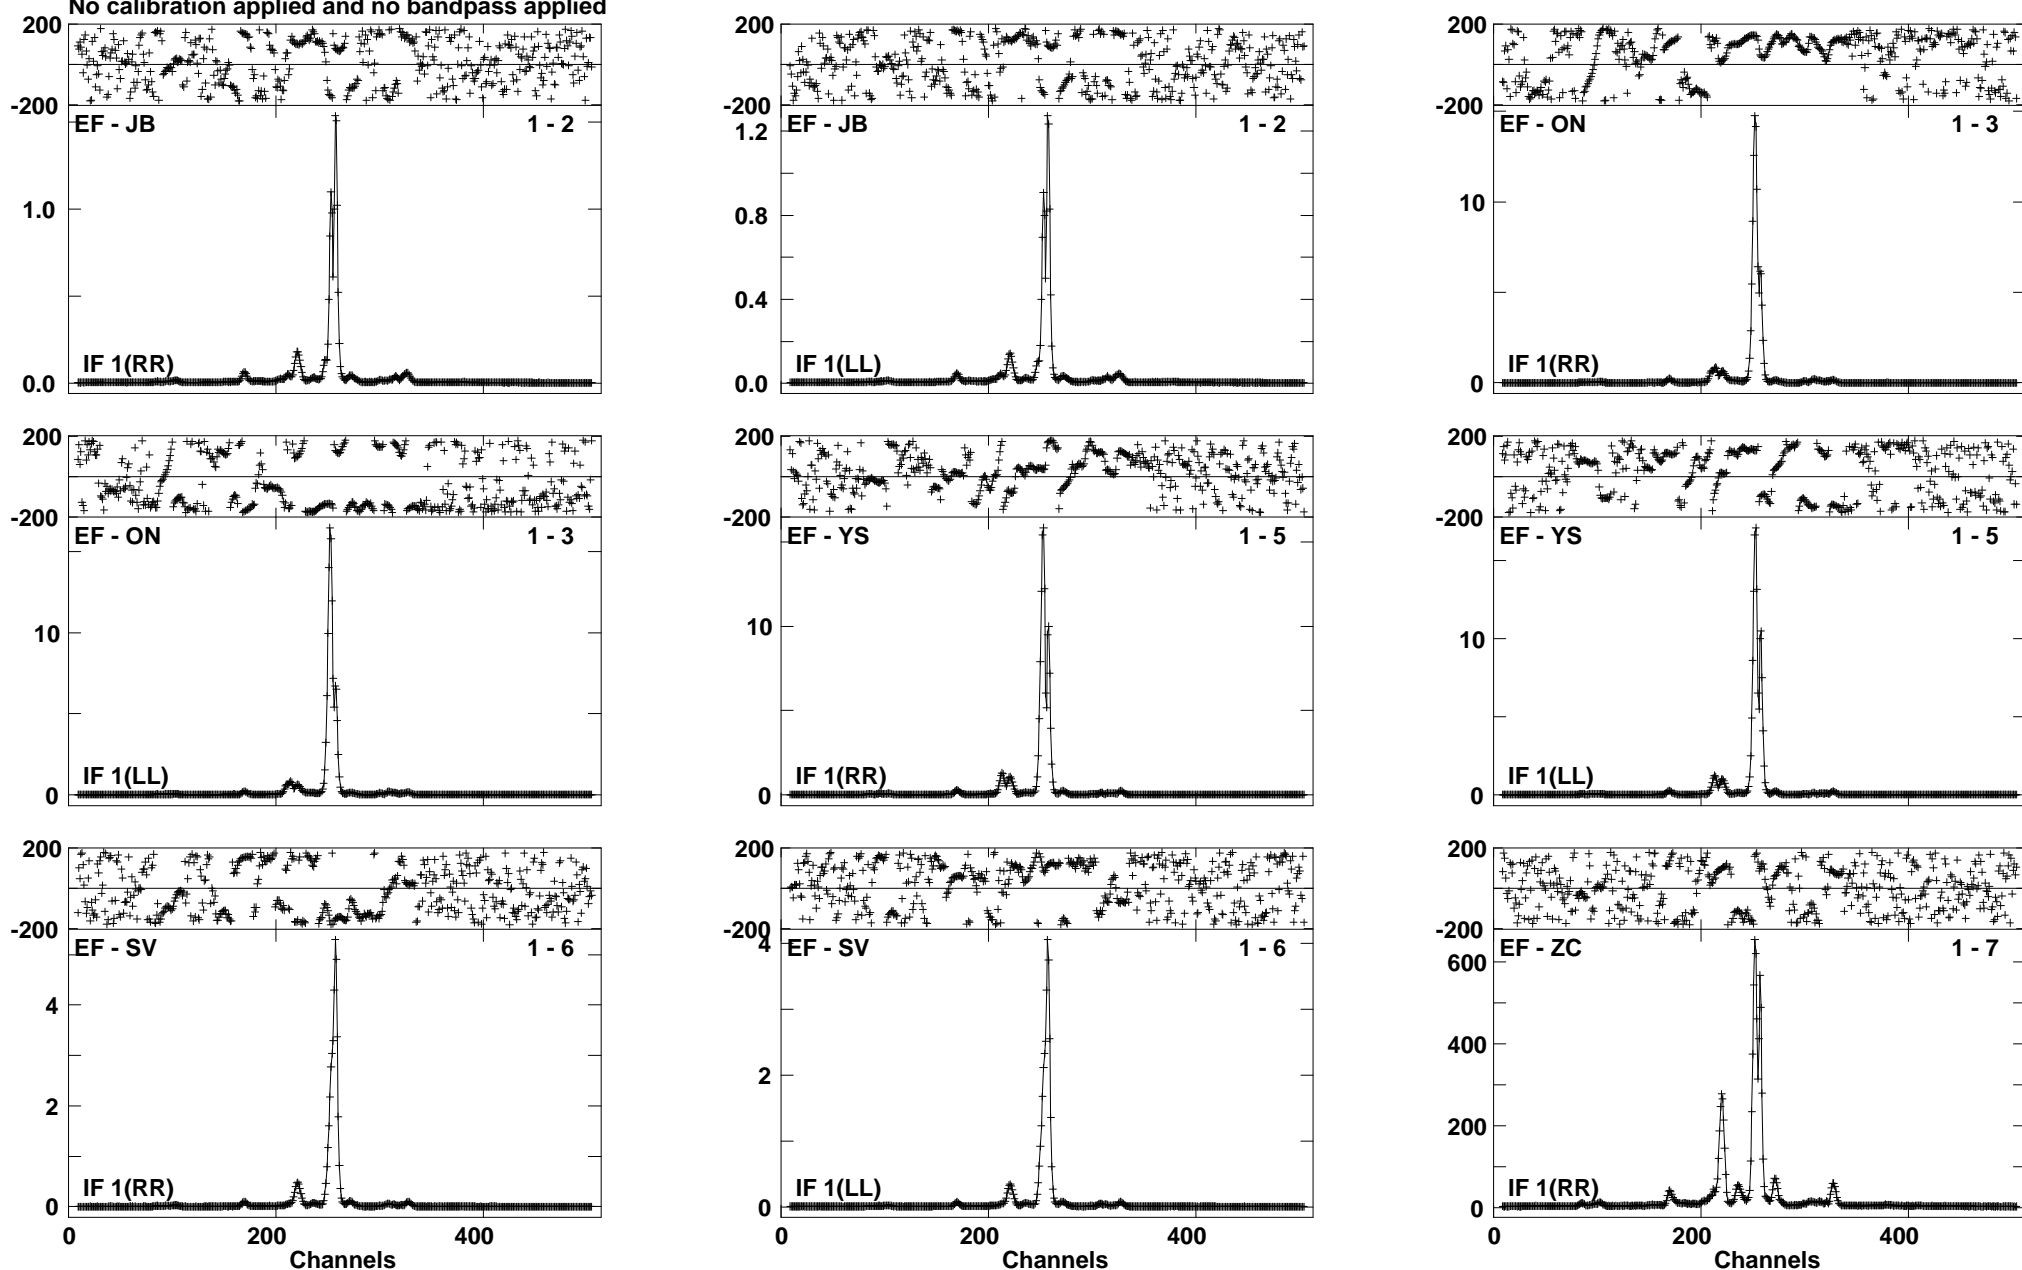 No calibration applied and no bandpass applied
200
-200
EF - JB
1 - 2
1.0
0.0
IF 1(RR)
200
-200
EF - JB
1 - 2
1.2
0.8
0.4
0.0
IF 1(LL)
200
-200
EF - ON
1 - 3
10
0
IF 1(RR)
200
-200
EF - ON
1 - 3
10
0
IF 1(LL)
200
-200
EF - YS
1 - 5
10
0
IF 1(RR)
200
-200
EF - YS
1 - 5
10
0
IF 1(LL)
200
-200
EF - SV
1 - 6
4
2
0
IF 1(RR)
0
200
400
Channels
200
-200
EF - SV
1 - 6
4
2
0
IF 1(LL)
0
200
400
Channels
200
-200
EF - ZC
1 - 7
600
400
200
0
IF 1(RR)
0
200
400
Channels